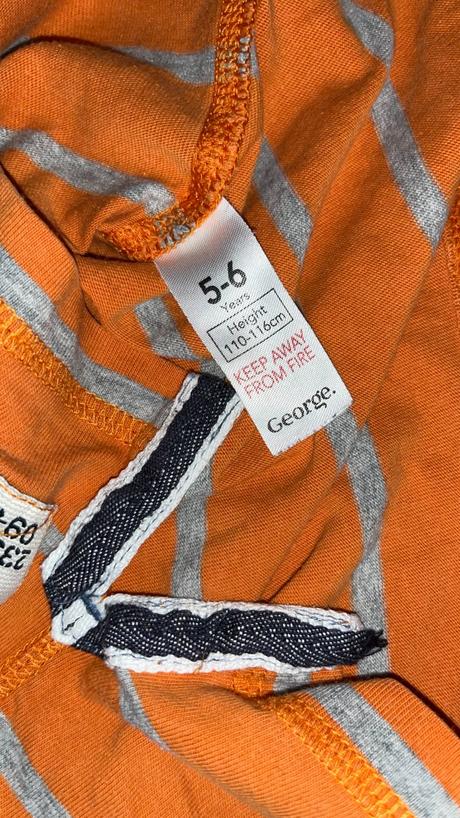 5-6
Years
Height
110-116cm
KEEP AWAY
FROM FIRE
George.